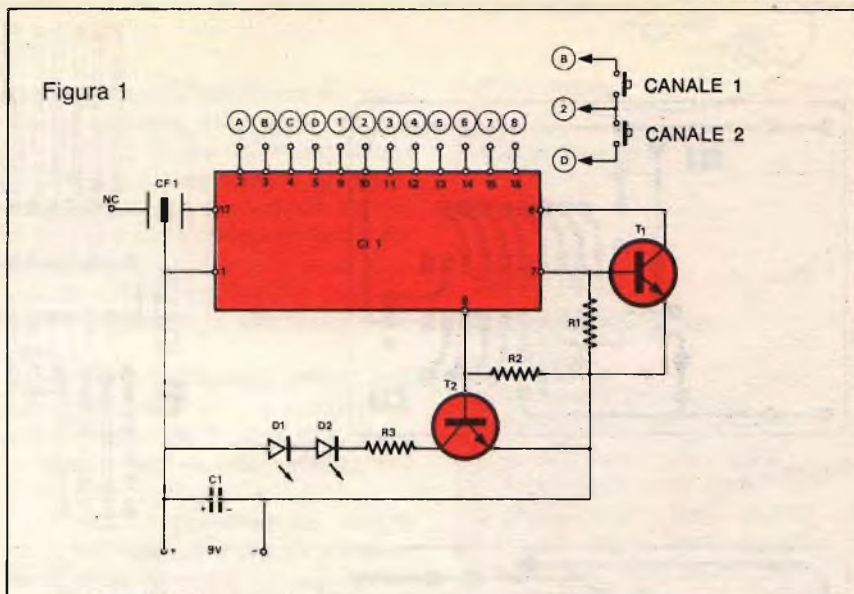 Figura 1
B
CANALE 1
2
CANALE 2
D
A B C D 1 2 3 4 5 6 7 8
2 3 4 5 9 10 11 12 13 14 15 16
CF 1
NC
17
6
CI 1
T1
1
7
8
R1
R2
T2
D1 D2 R3
C1
+ -
+ 9V -